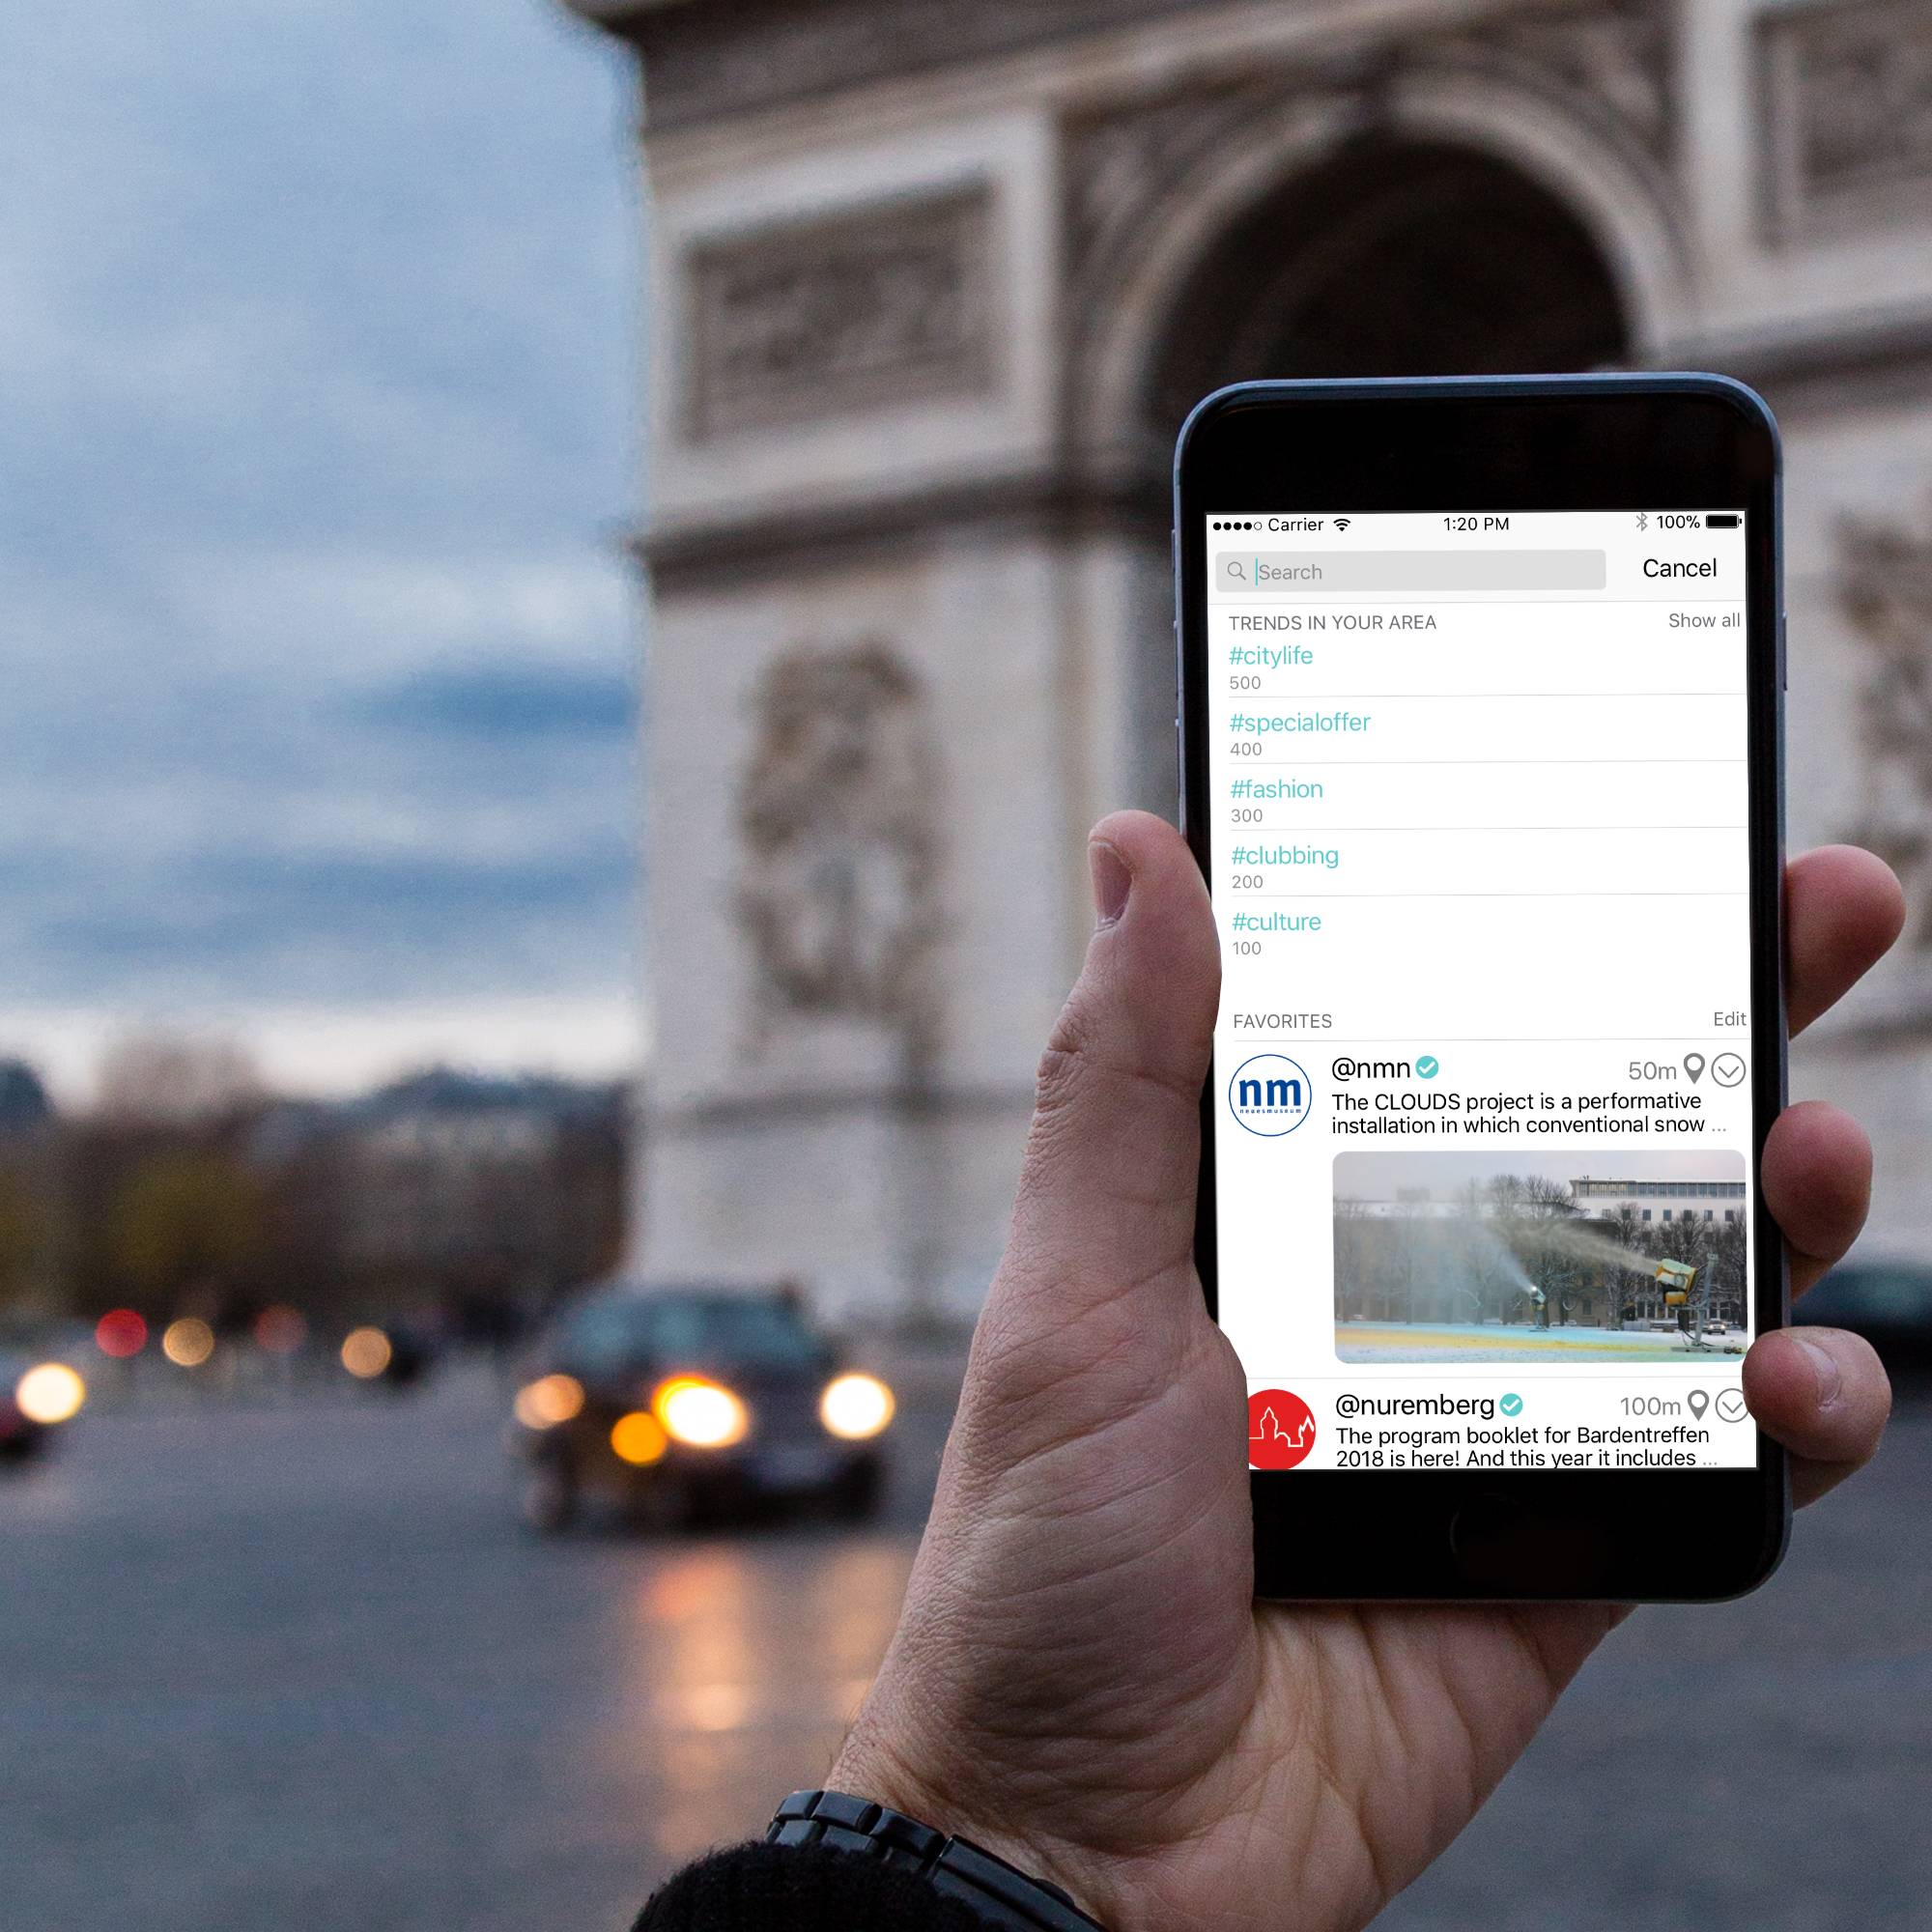 Carrier 1:20 PM 100%
Search Cancel
TRENDS IN YOUR AREA Show all
#citylife
500
#specialoffer
400
#fashion
300
#clubbing
200
#culture
100
FAVORITES Edit
nm
neuesmuseum
@nmn 50m
The CLOUDS project is a performative
installation in which conventional snow ...
@nuremberg 100m
The program booklet for Bardentreffen
2018 is here! And this year it includes ...